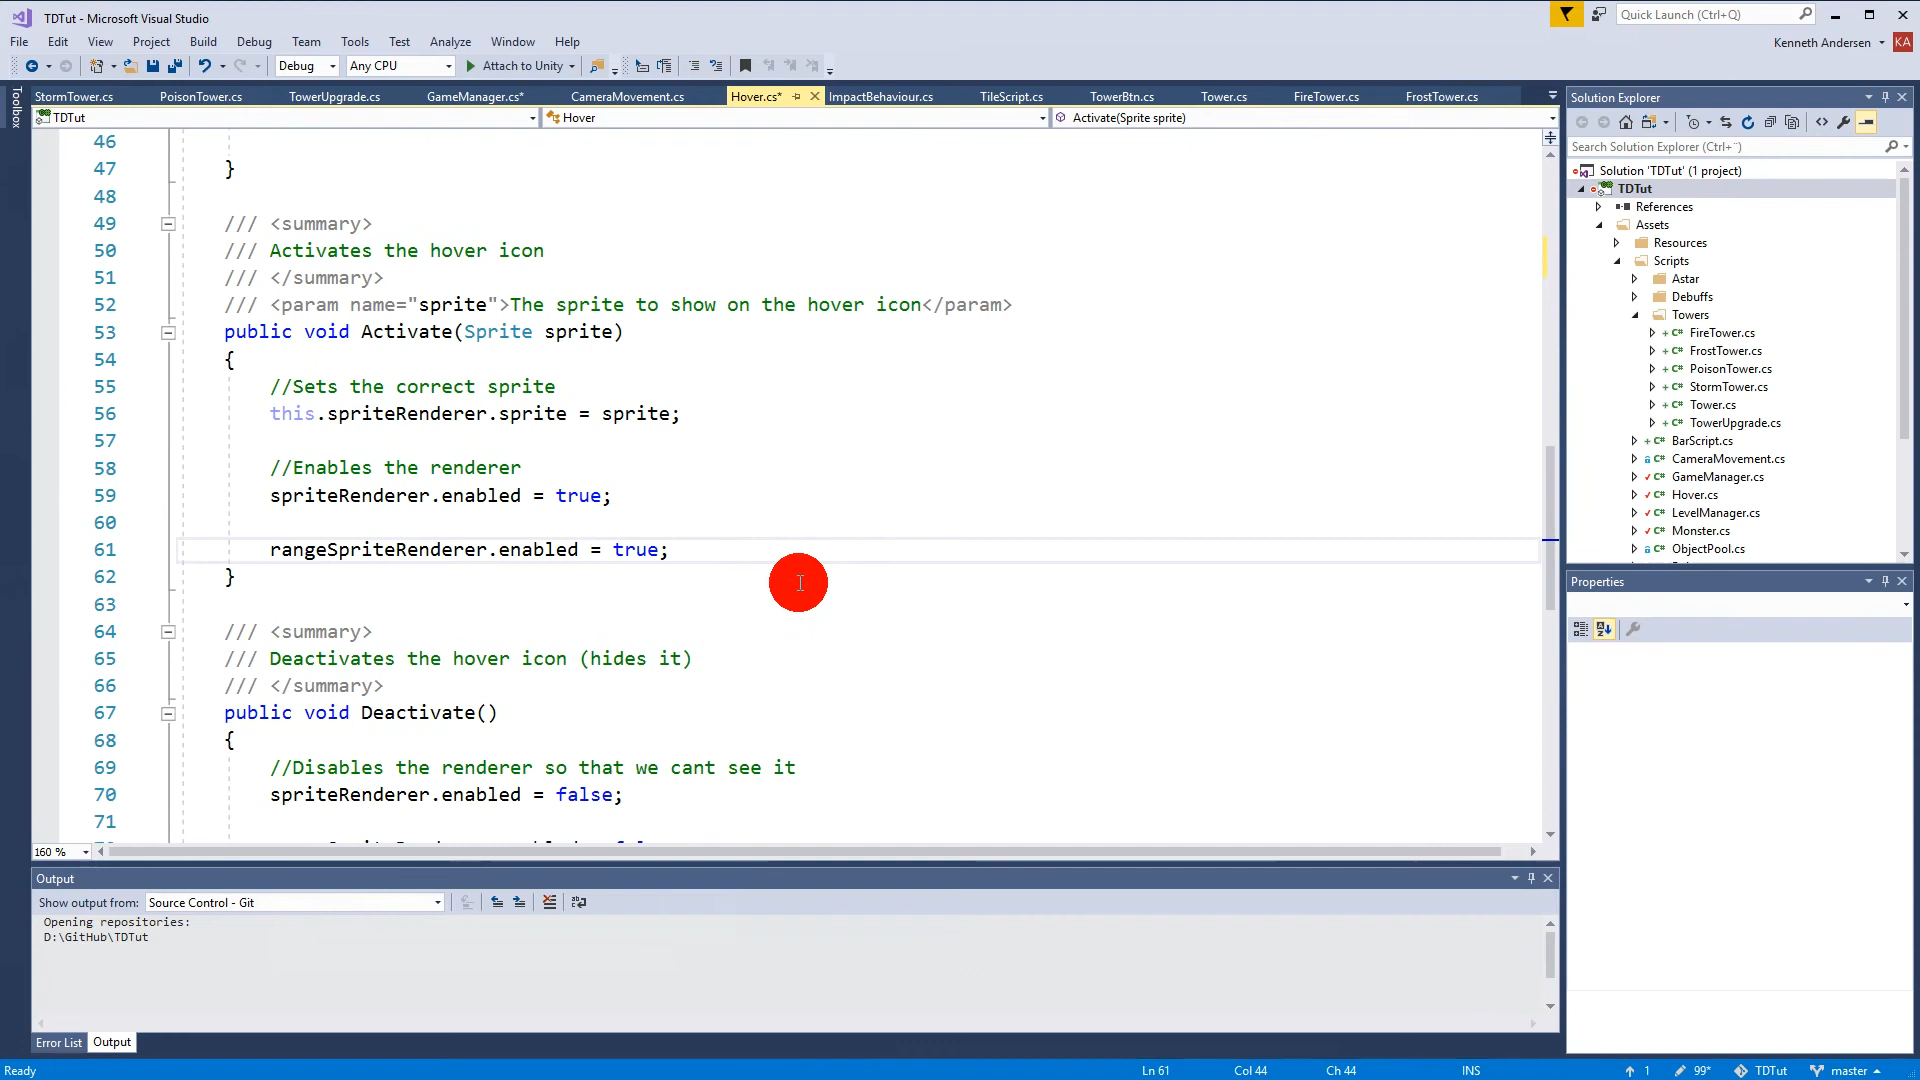 TDTut - Microsoft Visual Studio
Quick Launch (Ctrl+Q)
File Edit View Project Build Debug Team Tools Test Analyze Window Help
Kenneth Andersen KA
Debug Any CPU Attach to Unity
Toolbox
StormTower.cs PoisonTower.cs TowerUpgrade.cs GameManager.cs* CameraMovement.cs Hover.cs* ImpactBehaviour.cs TileScript.cs TowerBtn.cs Tower.cs FireTower.cs FrostTower.cs
TDTut Hover Activate(Sprite sprite)
46
47 }
48
49 /// <summary>
50 /// Activates the hover icon
51 /// </summary>
52 /// <param name="sprite">The sprite to show on the hover icon</param>
53 public void Activate(Sprite sprite)
54 {
55 //Sets the correct sprite
56 this.spriteRenderer.sprite = sprite;
57
58 //Enables the renderer
59 spriteRenderer.enabled = true;
60
61 rangeSpriteRenderer.enabled = true;
62 }
63
64 /// <summary>
65 /// Deactivates the hover icon (hides it)
66 /// </summary>
67 public void Deactivate()
68 {
69 //Disables the renderer so that we cant see it
70 spriteRenderer.enabled = false;
71
160 %
Output
Show output from: Source Control - Git
Opening repositories:
D:\GitHub\TDTut
Error List Output
Solution Explorer
Search Solution Explorer (Ctrl+¨)
Solution 'TDTut' (1 project)
TDTut
References
Assets
Resources
Scripts
Astar
Debuffs
Towers
FireTower.cs
FrostTower.cs
PoisonTower.cs
StormTower.cs
Tower.cs
TowerUpgrade.cs
BarScript.cs
CameraMovement.cs
GameManager.cs
Hover.cs
LevelManager.cs
Monster.cs
ObjectPool.cs
Properties
Ready Ln 61 Col 44 Ch 44 INS 1 99* TDTut master